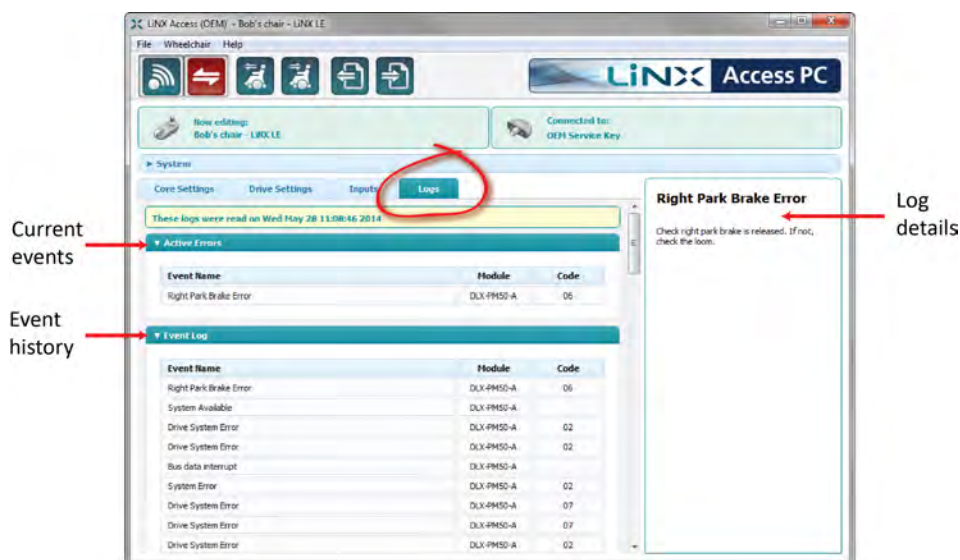 LiNX Access (OEM) - Bob's chair - LiNX LE
File Wheelchair Help
LiNX Access PC
Now editing:
Bob's chair - LiNX LE
Connected to:
OEM Service Key
System
Core Settings Drive Settings Inputs Logs
These logs were read on Wed May 28 11:08:46 2014
Current
events
Active Errors
Event Name Module Code
Right Park Brake Error DLX-PM50-A 06
Event
history
Event Log
Event Name Module Code
Right Park Brake Error DLX-PM50-A 06
System Available DLX-PM50-A
Drive System Error DLX-PM50-A 02
Drive System Error DLX-PM50-A 02
Bus data interrupt DLX-PM50-A
System Error DLX-PM50-A 02
Drive System Error DLX-PM50-A 07
Drive System Error DLX-PM50-A 07
Drive System Error DLX-PM50-A 02
Right Park Brake Error
Check right park brake is released. If not,
check the loom.
Log
details